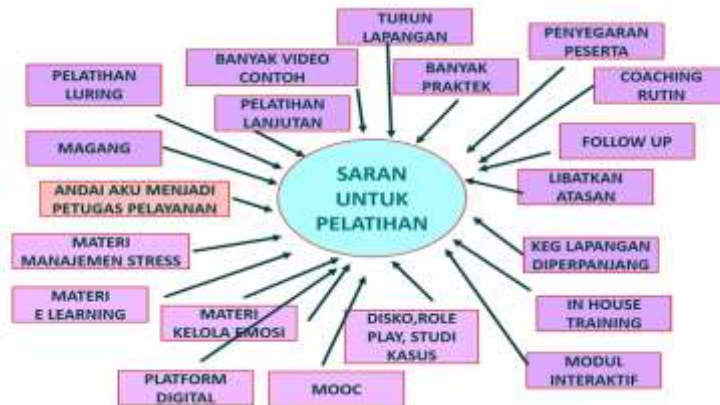 TURUN
LAPANGAN
PENYEGARAN
PESERTA
BANYAK VIDEO
CONTOH
BANYAK
PRAKTEK
COACHING
RUTIN
PELATIHAN
LURING
PELATIHAN
LANJUTAN
MAGANG
FOLLOW UP
SARAN
UNTUK
PELATIHAN
ANDAI AKU MENJADI
PETUGAS PELAYANAN
LIBATKAN
ATASAN
MATERI
MANAJEMEN STRESS
KEG LAPANGAN
DIPERPANJANG
MATERI
E LEARNING
MATERI
KELOLA EMOSI
DISKO,ROLE
PLAY, STUDI
KASUS
IN HOUSE
TRAINING
PLATFORM
DIGITAL
MOOC
MODUL
INTERAKTIF